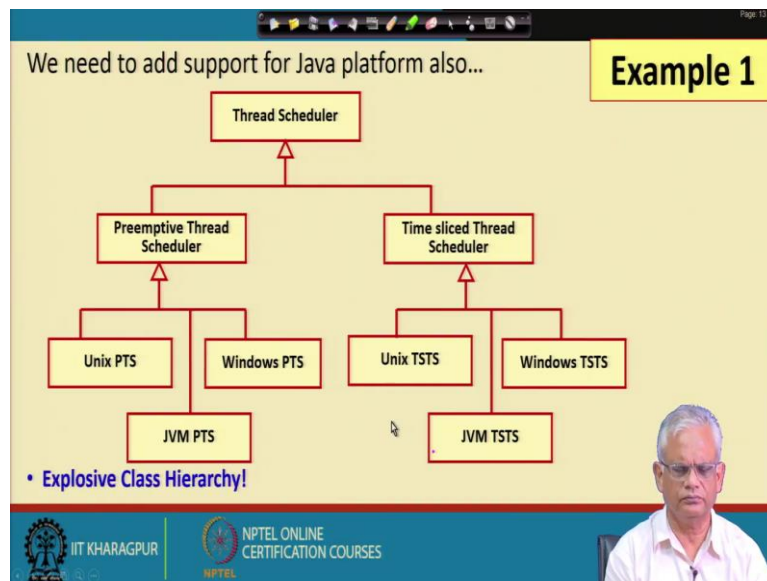 Page: 13
We need to add support for Java platform also...
Example 1
Thread Scheduler
Preemptive Thread
Scheduler
Time sliced Thread
Scheduler
Unix PTS
Windows PTS
Unix TSTS
Windows TSTS
JVM PTS
JVM TSTS
• Explosive Class Hierarchy!
IIT KHARAGPUR
NPTEL ONLINE
CERTIFICATION COURSES
NPTEL